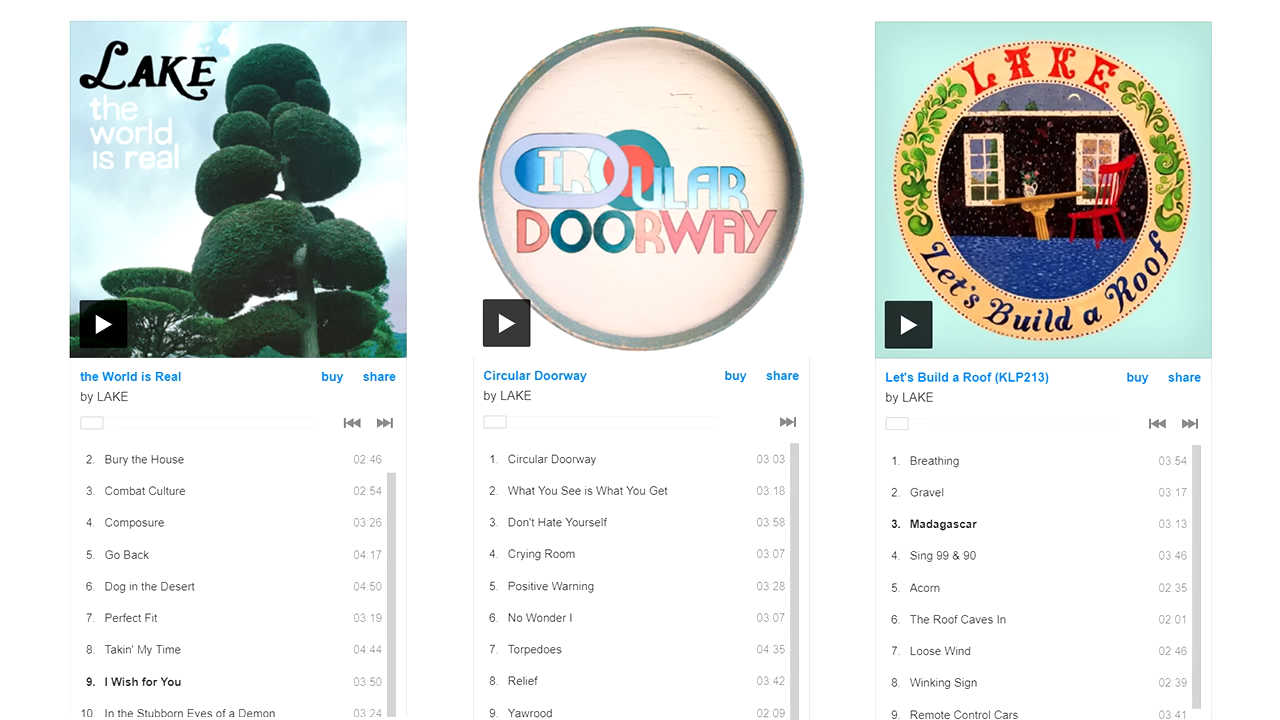 LAKE
the
world
is real
the World is Real buy share
by LAKE
2. Bury the House 02:46
3. Combat Culture 02:54
4. Composure 03:26
5. Go Back 04:17
6. Dog in the Desert 04:50
7. Perfect Fit 03:19
8. Takin' My Time 04:44
9. I Wish for You 03:50
10. In the Stubborn Eyes of a Demon 03:24
CIRCULAR
DOORWAY
Circular Doorway buy share
by LAKE
1. Circular Doorway 03:03
2. What You See is What You Get 03:18
3. Don't Hate Yourself 03:58
4. Crying Room 03:07
5. Positive Warning 03:28
6. No Wonder I 03:07
7. Torpedoes 04:35
8. Relief 03:42
9. Yawrood 02:09
LAKE
Let's Build a Roof
Let's Build a Roof (KLP213) buy share
by LAKE
1. Breathing 03:54
2. Gravel 03:17
3. Madagascar 03:13
4. Sing 99 & 90 03:46
5. Acorn 02:35
6. The Roof Caves In 02:01
7. Loose Wind 02:46
8. Winking Sign 02:39
9. Remote Control Cars 03:41